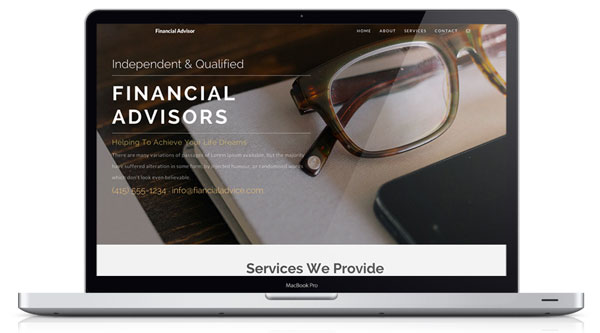 Financial Advisor
HOME ABOUT SERVICES CONTACT
Independent & Qualified
FINANCIAL
ADVISORS
Helping To Achieve Your Life Dreams
There are many variations of passages of Lorem Ipsum available, but the majority
have suffered alteration in some form, by injected humour, or randomised words
which don't look even believable.
(415) 555-1234 · info@fiancialadvice.com
Services We Provide
MacBook Pro